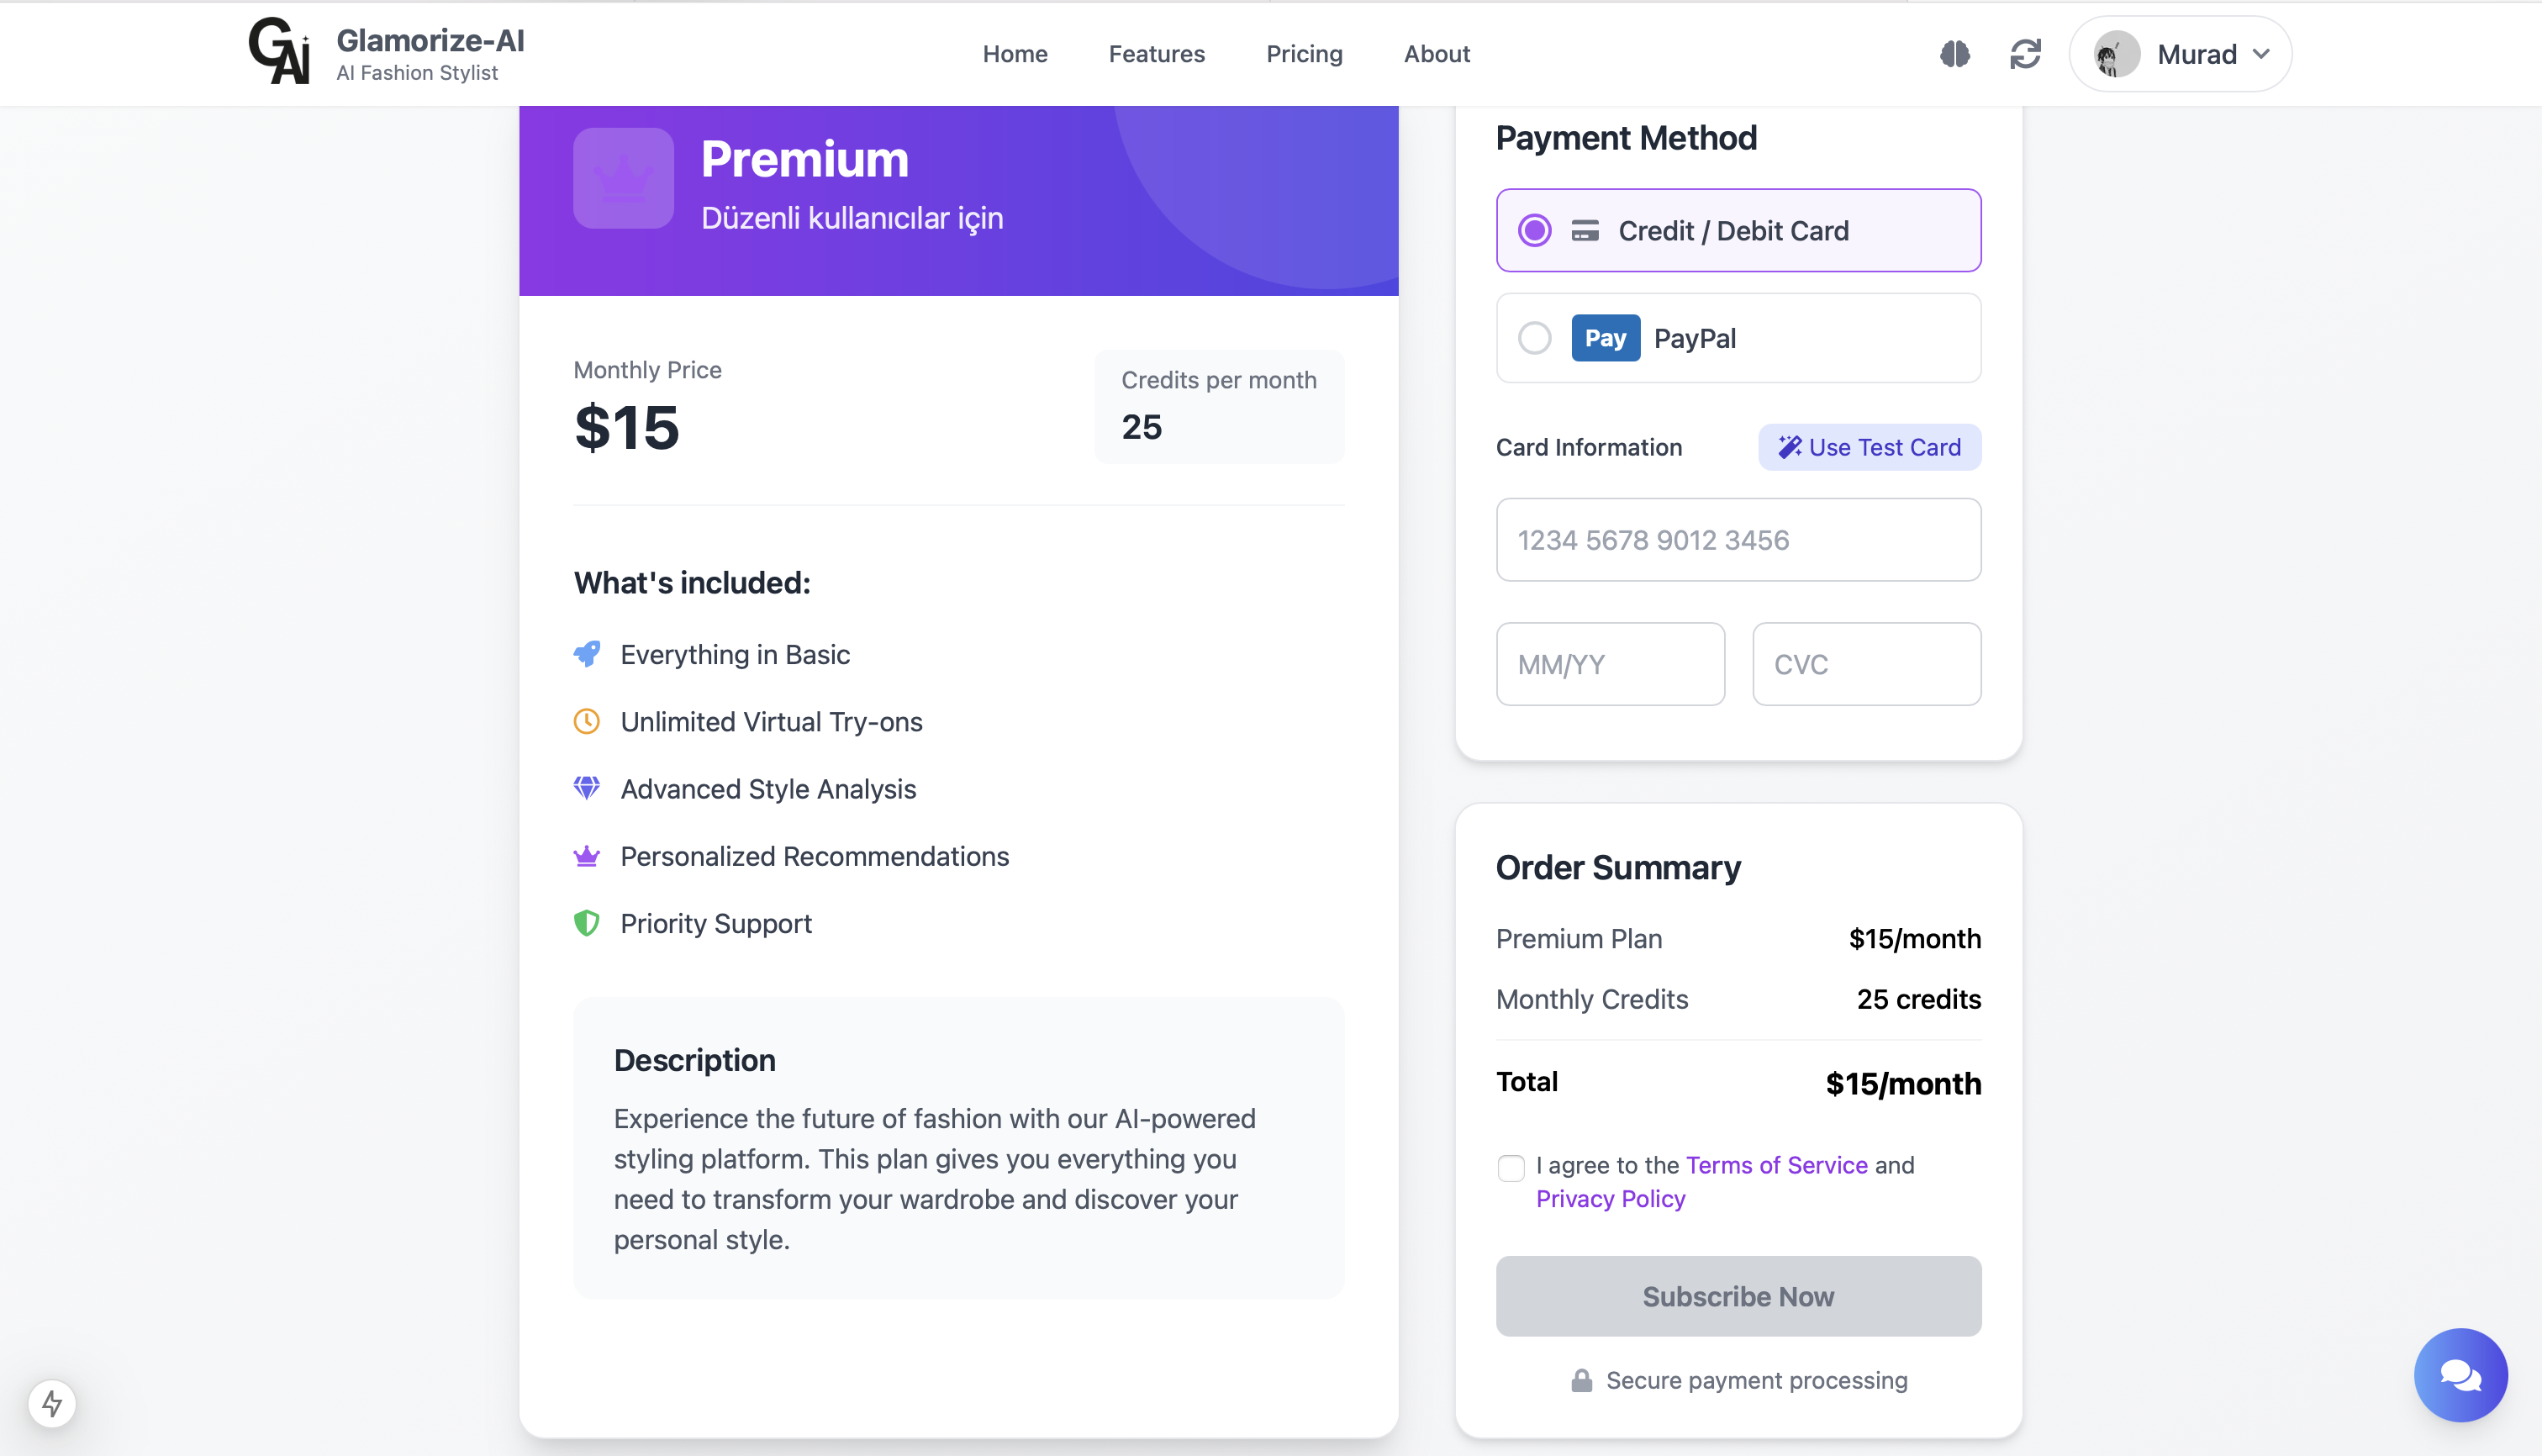 GAI
Glamorize-AI
AI Fashion Stylist
Home
Features
Pricing
About
Murad
Premium
Düzenli kullanıcılar için
Monthly Price
$15
Credits per month
25
What's included:
Everything in Basic
Unlimited Virtual Try-ons
Advanced Style Analysis
Personalized Recommendations
Priority Support
Description
Experience the future of fashion with our AI-powered
styling platform. This plan gives you everything you
need to transform your wardrobe and discover your
personal style.
Payment Method
Credit / Debit Card
Pay PayPal
Card Information
Use Test Card
1234 5678 9012 3456
MM/YY
CVC
Order Summary
Premium Plan $15/month
Monthly Credits 25 credits
Total $15/month
I agree to the Terms of Service and
Privacy Policy
Subscribe Now
Secure payment processing